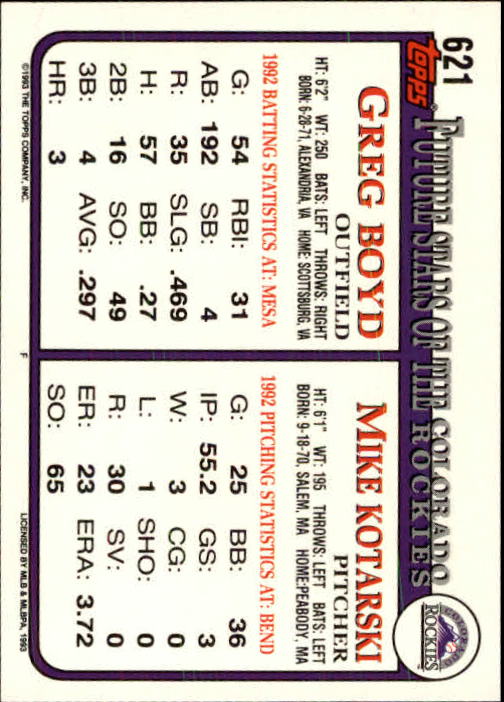 621
Topps®
FUTURE STARS OF THE COLORADO
ROCKIES
COLORADO
ROCKIES
GREG BOYD
OUTFIELD
HT: 6'2" WT: 250 BATS: LEFT THROWS: RIGHT
BORN: 6-28-71, ALEXANDRIA, VA HOME: SCOTTSBURG, VA
1992 BATTING STATISTICS AT: MESA
G: 54 RBI: 31
AB: 192 SB: 4
R: 35 SLG: .469
H: 57 BB: .27
2B: 16 SO: 49
3B: 4 AVG: .297
HR: 3
MIKE KOTARSKI
PITCHER
HT: 6'1" WT: 195 THROWS: LEFT BATS: LEFT
BORN: 9-18-70, SALEM, MA HOME:PEABODY, MA
1992 PITCHING STATISTICS AT: BEND
G: 25 BB: 36
IP: 55.2 GS: 3
W: 3 CG: 0
L: 1 SHO: 0
R: 30 SV: 0
ER: 23 ERA: 3.72
SO: 65
©1993 THE TOPPS COMPANY, INC.
F
LICENSED BY MLB & MLBPA, 1993